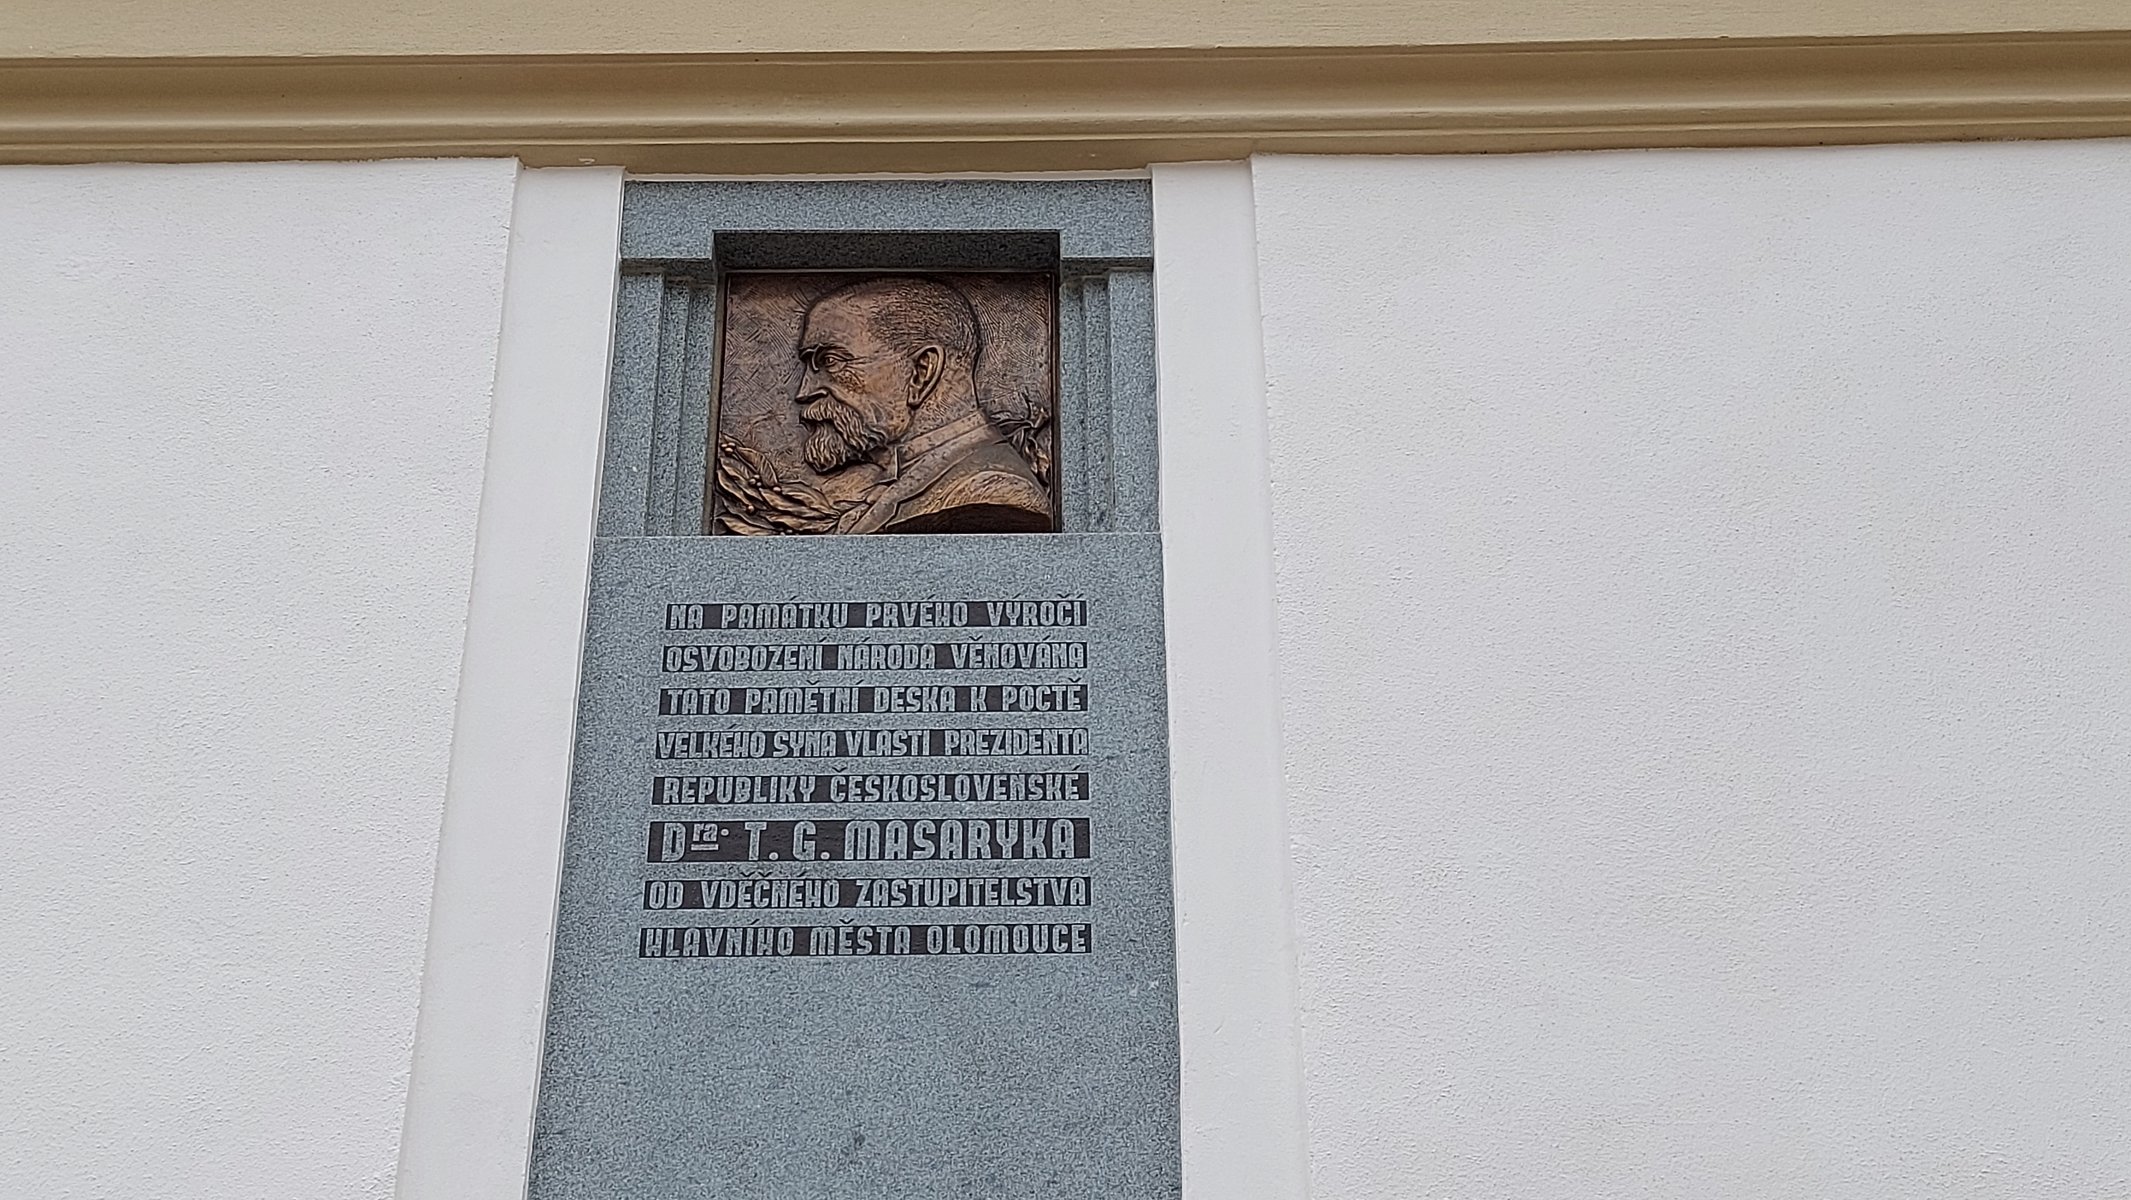 NA PAMÁTKU PRVÉHO VÝROČÍ
OSVOBOZENÍ NÁRODA VĚNOVÁNA
TATO PAMĚTNÍ DESKA K POCTĚ
VELKÉHO SYNA VLASTI PREZIDENTA
REPUBLIKY ČESKOSLOVENSKÉ
Dra. T. G. MASARYKA
OD VDĚČNÉHO ZASTUPITELSTVA
HLAVNÍHO MĚSTA OLOMOUCE